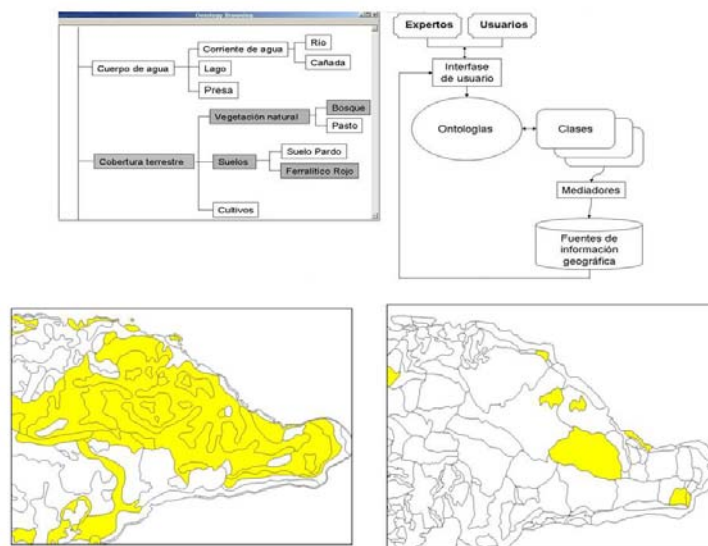 Ontology Browsing
Corriente de agua
Río
Cañada
Cuerpo de agua
Lago
Presa
Vegetación natural
Bosque
Pasto
Cobertura terrestre
Suelos
Suelo Pardo
Ferralítico Rojo
Cultivos
Expertos
Usuarios
Interfase
de usuario
Ontologías
Clases
Mediadores
Fuentes de
información
geográfica